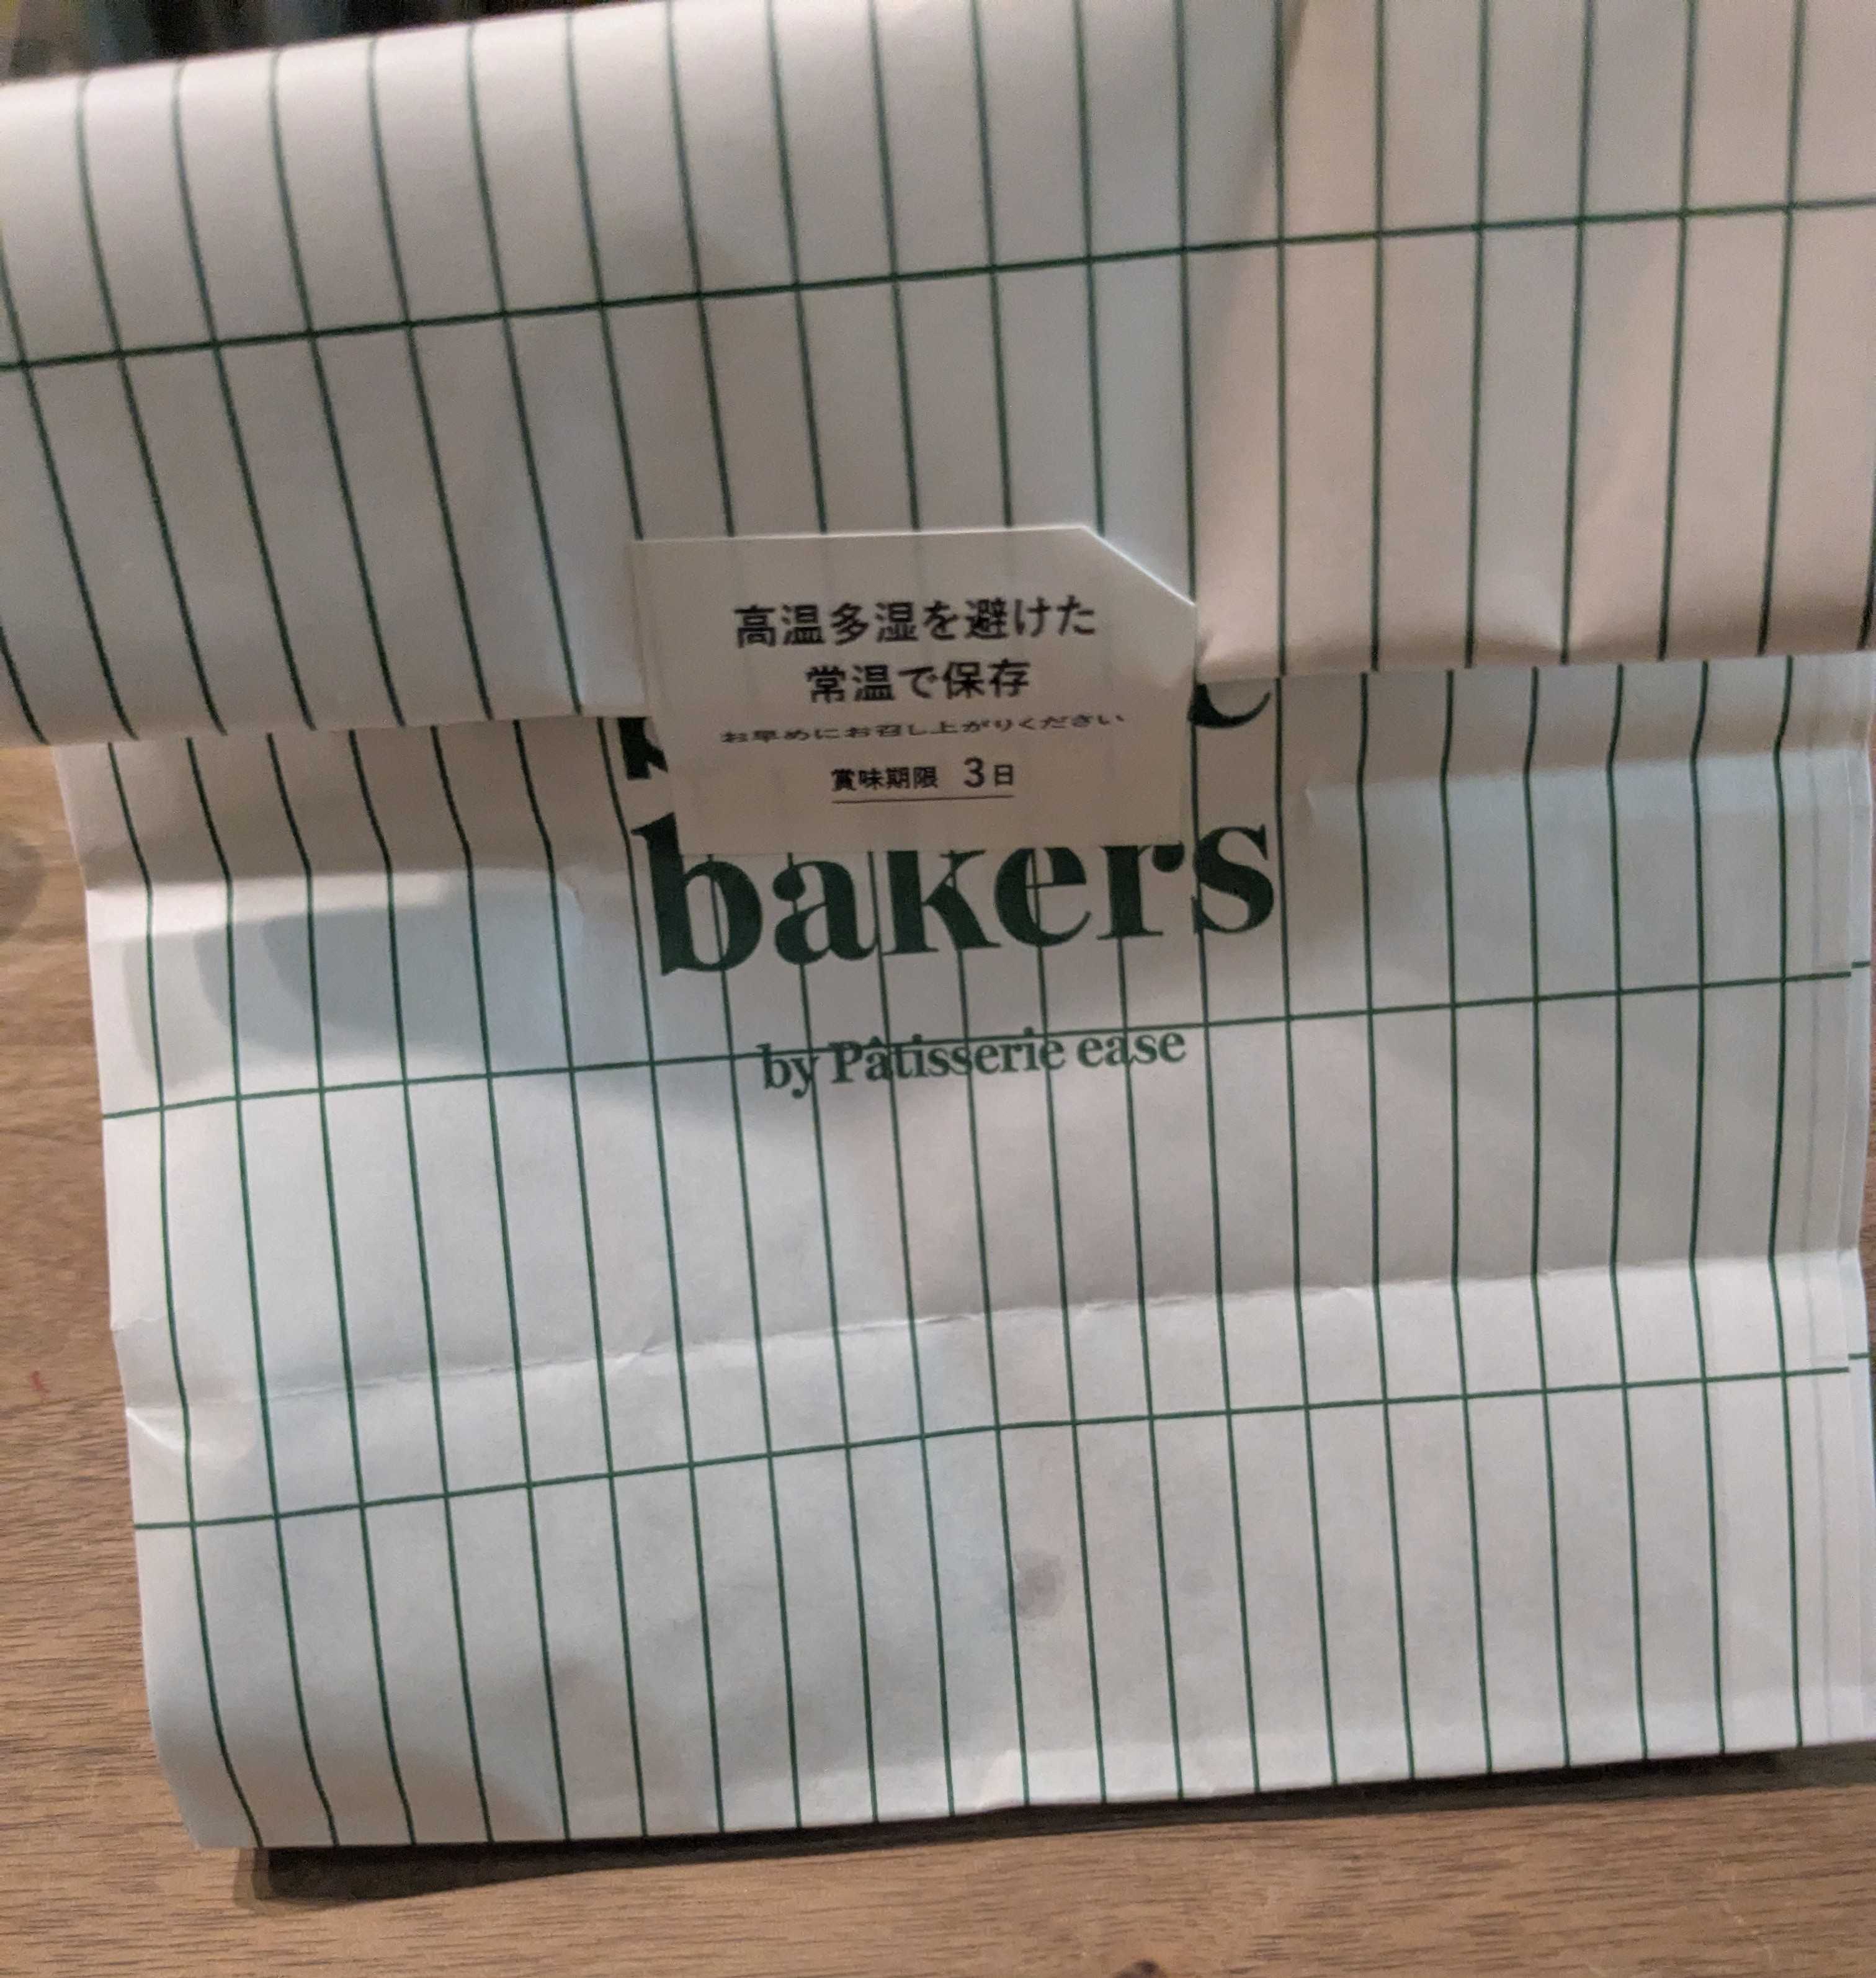 高温多湿を避けた
常温で保存
お早めにお召し上がりください
賞味期限 3日
bakers
by Pâtisserie ease